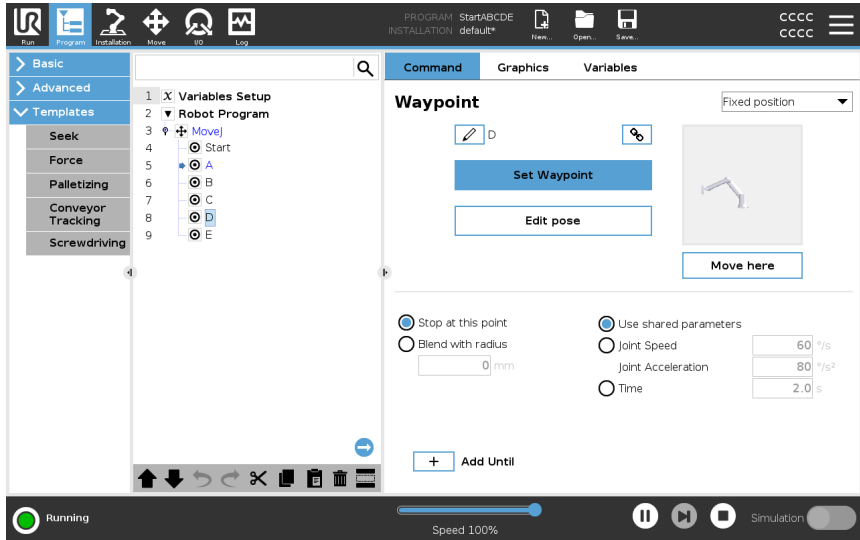 UR
PROGRAM StartABCDE
INSTALLATION default*
CCCC
CCCC
Run Program Installation Move I/O Log New... Open... Save...
Basic
Advanced
Templates
Seek
Force
Palletizing
Conveyor
Tracking
Screwdriving
1 X Variables Setup
2 Robot Program
3 MoveJ
4 Start
5 A
6 B
7 C
8 D
9 E
Command Graphics Variables
Waypoint
Fixed position
D
Set Waypoint
Edit pose
Move here
Stop at this point
Blend with radius
0 mm
Use shared parameters
Joint Speed 60 °/s
Joint Acceleration 80 °/s²
Time 2.0 s
+ Add Until
Running
Speed 100%
Simulation